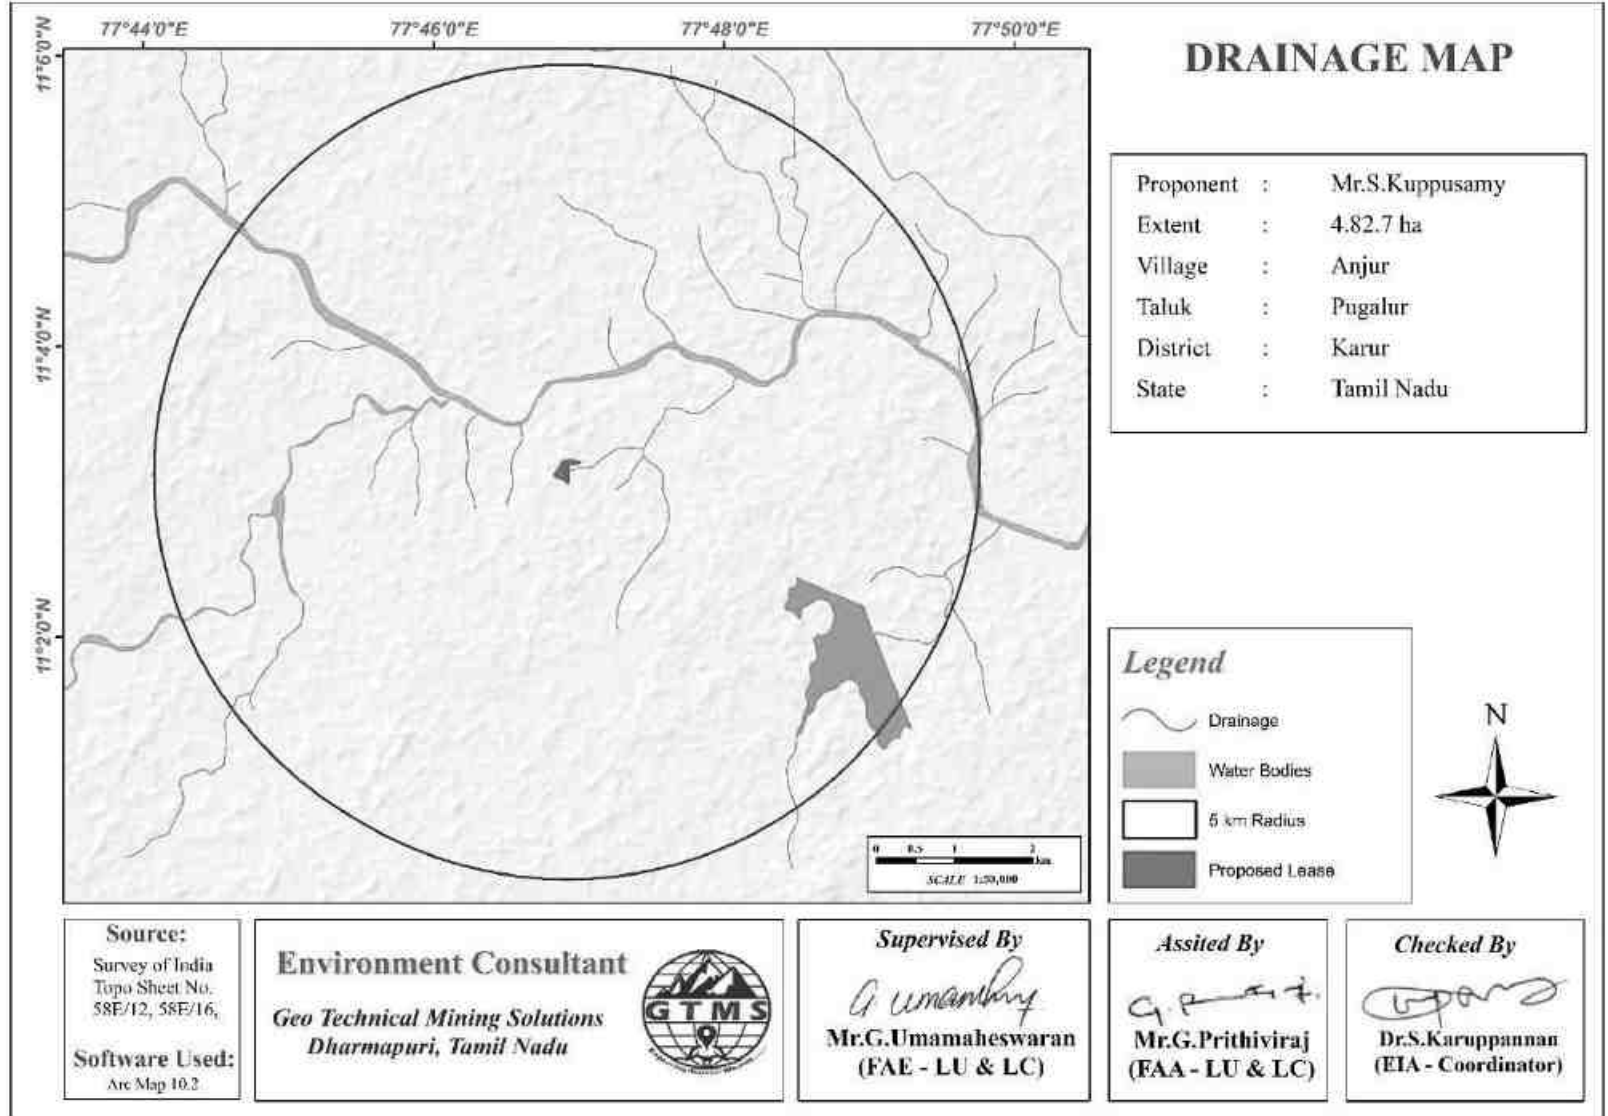 77°44'0"E
77°46'0"E
77°48'0"E
77°50'0"E
11°6'0"N
11°4'0"N
11°2'0"N
DRAINAGE MAP
Proponent : Mr.S.Kuppusamy
Extent : 4.82.7 ha
Village : Anjur
Taluk : Pugalur
District : Karur
State : Tamil Nadu
Legend
Drainage
Water Bodies
5 km Radius
Proposed Lease
N
0 0.5 1 2
km
SCALE 1:50,000
Source:
Survey of India
Topo Sheet No.
58E/12, 58E/16,
Software Used:
Arc Map 10.2
Environment Consultant
Geo Technical Mining Solutions
Dharmapuri, Tamil Nadu
GTMS
Supervised By
Mr.G.Umamaheswaran
(FAE - LU & LC)
Assited By
Mr.G.Prithiviraj
(FAA - LU & LC)
Checked By
Dr.S.Karuppannan
(EIA - Coordinator)